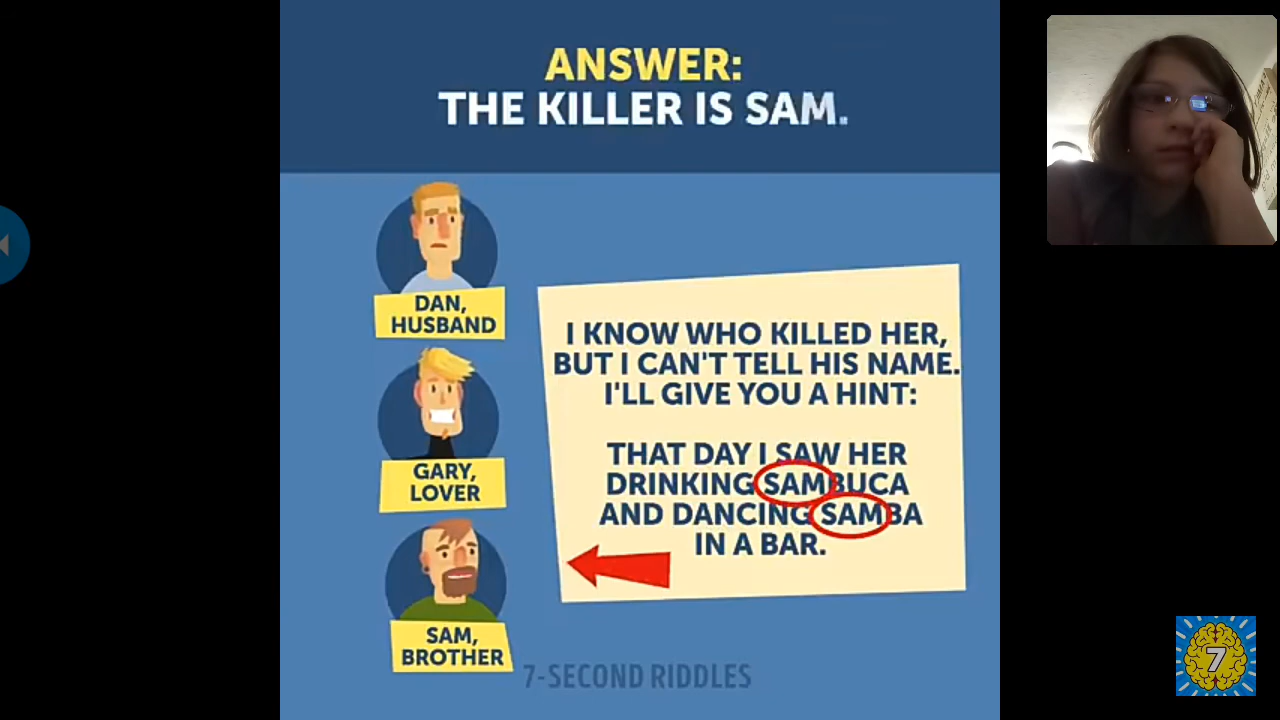 ANSWER:
THE KILLER IS SAM.
DAN,
HUSBAND
GARY,
LOVER
SAM,
BROTHER
I KNOW WHO KILLED HER,
BUT I CAN'T TELL HIS NAME.
I'LL GIVE YOU A HINT:
THAT DAY I SAW HER
DRINKING SAMBUCA
AND DANCING SAMBA
IN A BAR.
7-SECOND RIDDLES
7